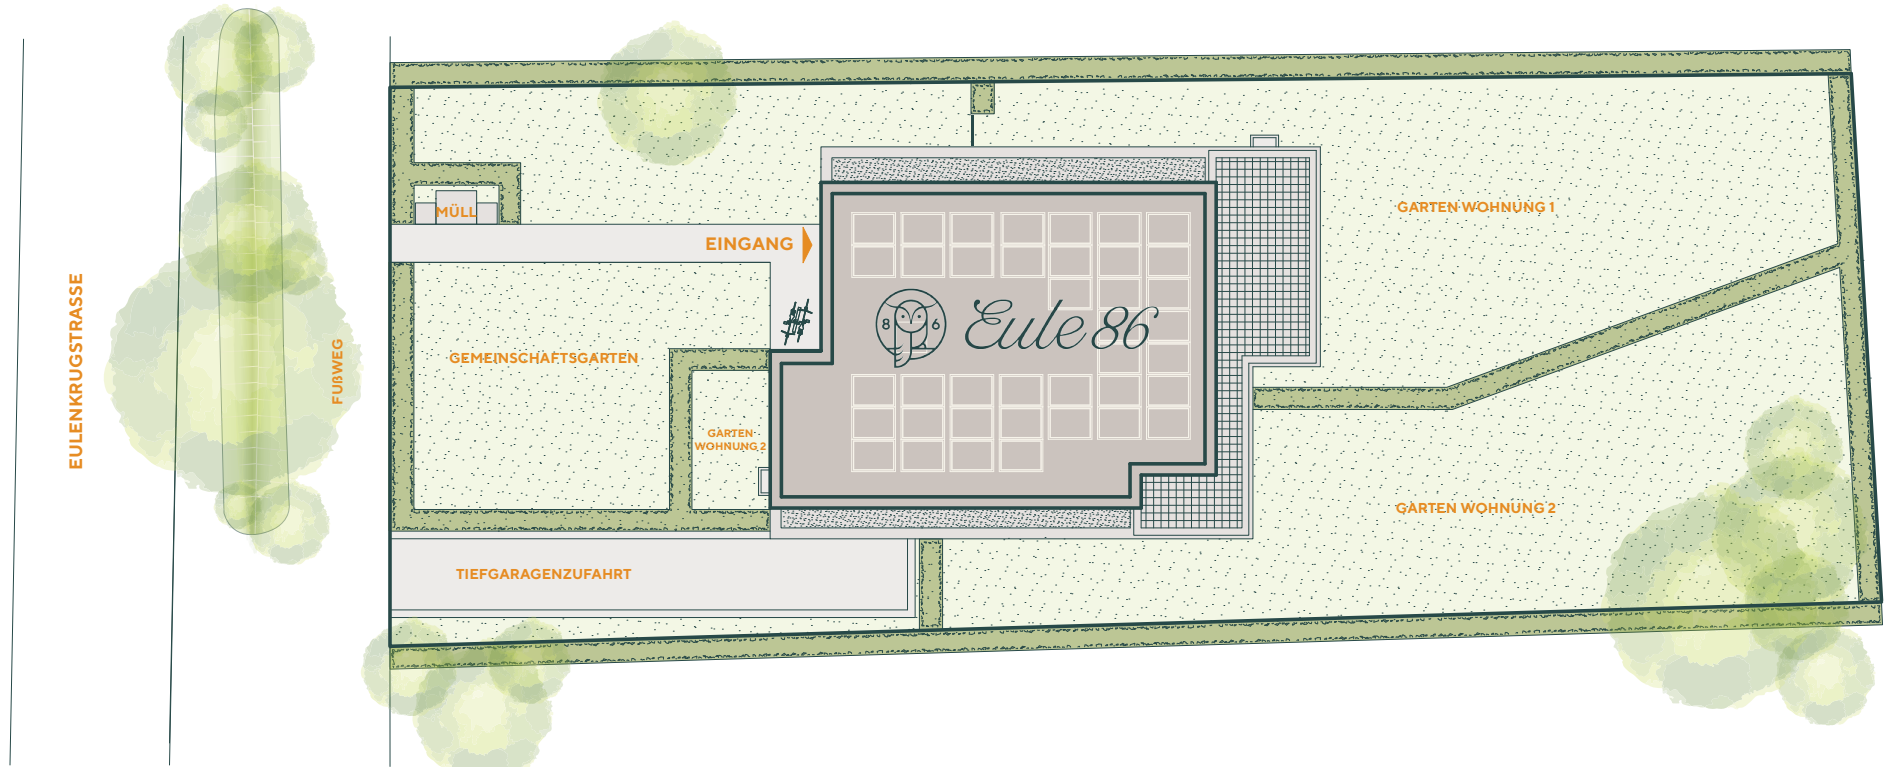 MÜLL
EINGANG
GARTEN WOHNUNG 1
EULENKRUGSTRASSE
FUßWEG
GEMEINSCHAFTSGARTEN
8 6
Eule 86
GARTEN
WOHNUNG 2
GARTEN WOHNUNG 2
TIEFGARAGENZUFAHRT